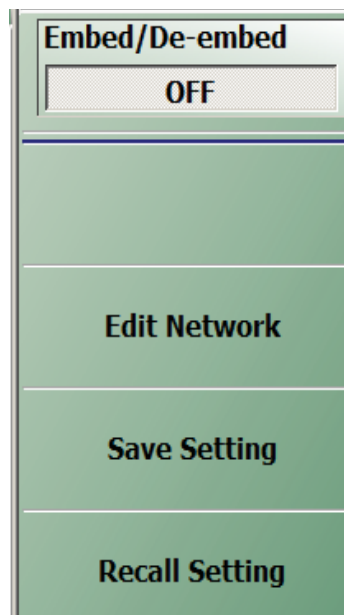 Embed/De-embed
OFF
Edit Network
Save Setting
Recall Setting